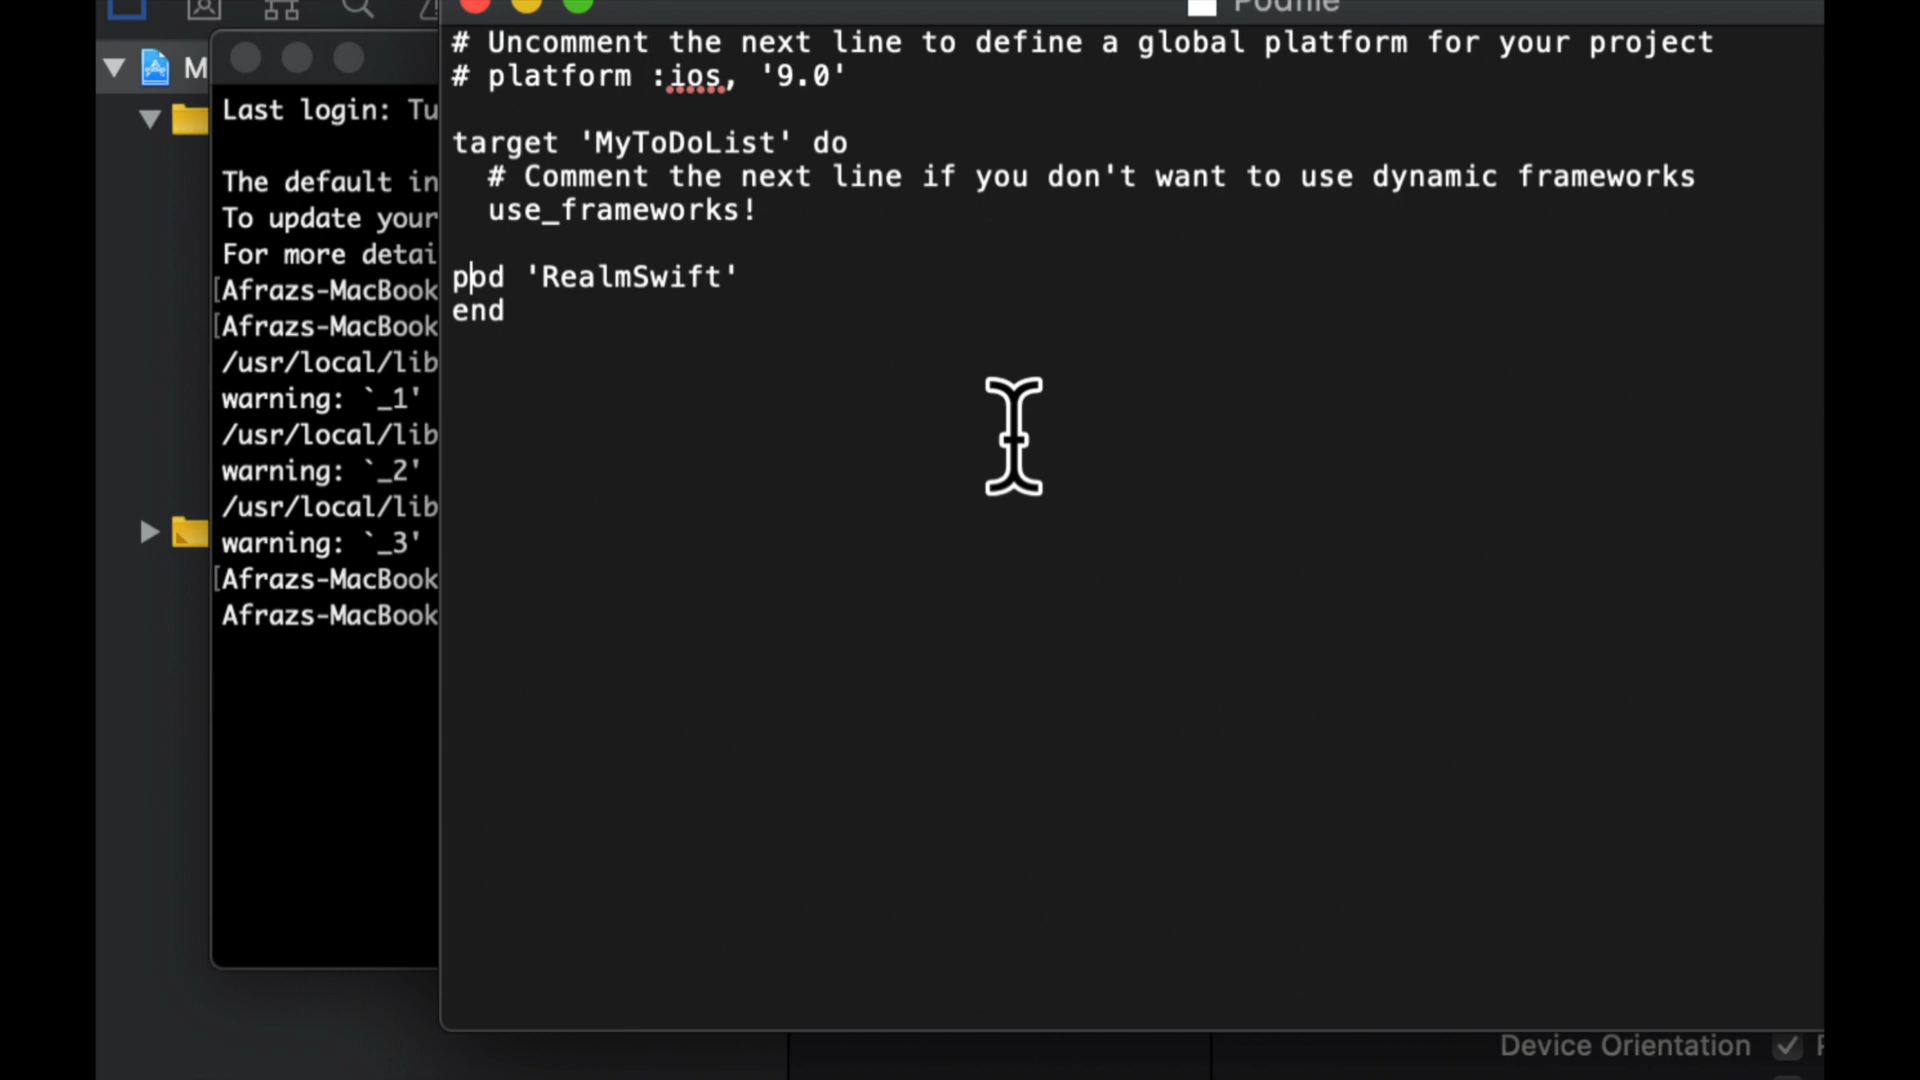 Podfile
# Uncomment the next line to define a global platform for your project
# platform :ios, '9.0'
target 'MyToDoList' do
# Comment the next line if you don't want to use dynamic frameworks
use_frameworks!
pod 'RealmSwift'
end
M
Last login: Tu
The default in
To update your
For more detai
[Afrazs-MacBook
[Afrazs-MacBook
/usr/local/lib
warning: `_1'
/usr/local/lib
warning: `_2'
/usr/local/lib
warning: `_3'
[Afrazs-MacBook
Afrazs-MacBook
Device Orientation